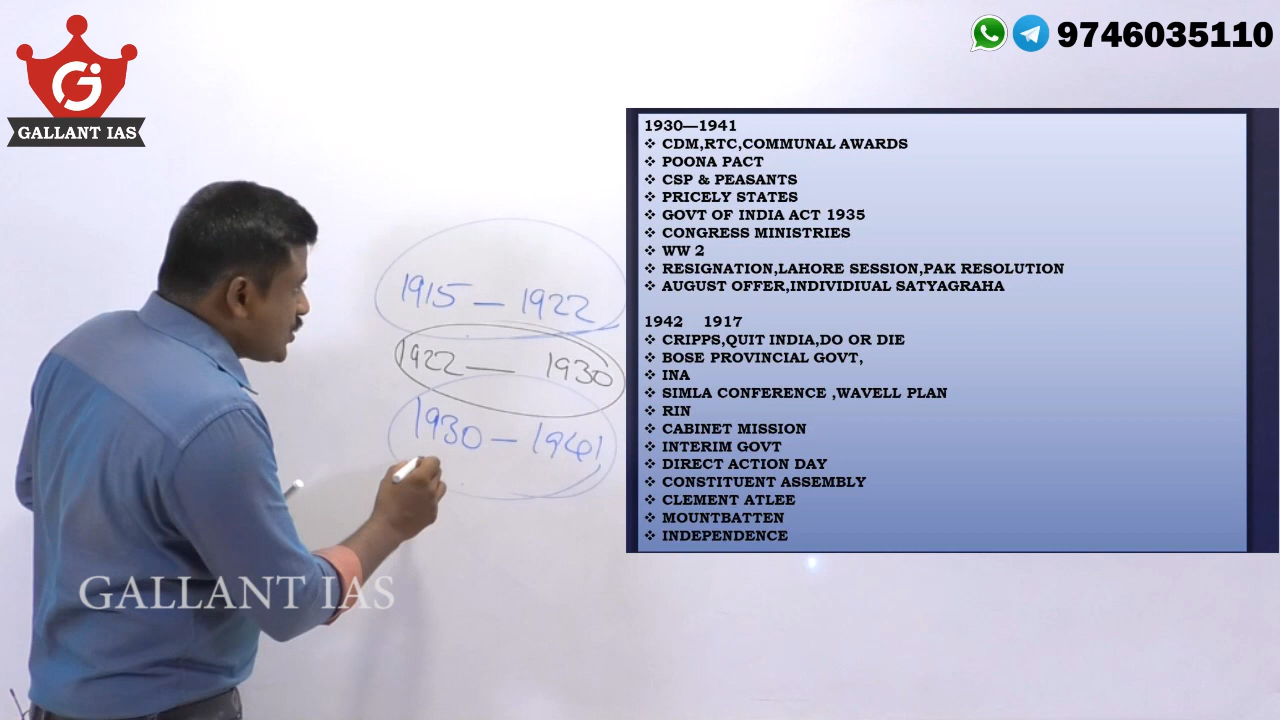 9746035110
GALLANT IAS
1930—1941
❖ CDM,RTC,COMMUNAL AWARDS
❖ POONA PACT
❖ CSP & PEASANTS
❖ PRICELY STATES
❖ GOVT OF INDIA ACT 1935
❖ CONGRESS MINISTRIES
❖ WW 2
❖ RESIGNATION,LAHORE SESSION,PAK RESOLUTION
❖ AUGUST OFFER,INDIVIDIUAL SATYAGRAHA
1942 1917
❖ CRIPPS,QUIT INDIA,DO OR DIE
❖ BOSE PROVINCIAL GOVT,
❖ INA
❖ SIMLA CONFERENCE ,WAVELL PLAN
❖ RIN
❖ CABINET MISSION
❖ INTERIM GOVT
❖ DIRECT ACTION DAY
❖ CONSTITUENT ASSEMBLY
❖ CLEMENT ATLEE
❖ MOUNTBATTEN
❖ INDEPENDENCE
1915 — 1922
1922 — 1930
1930 — 1941
GALLANT IAS